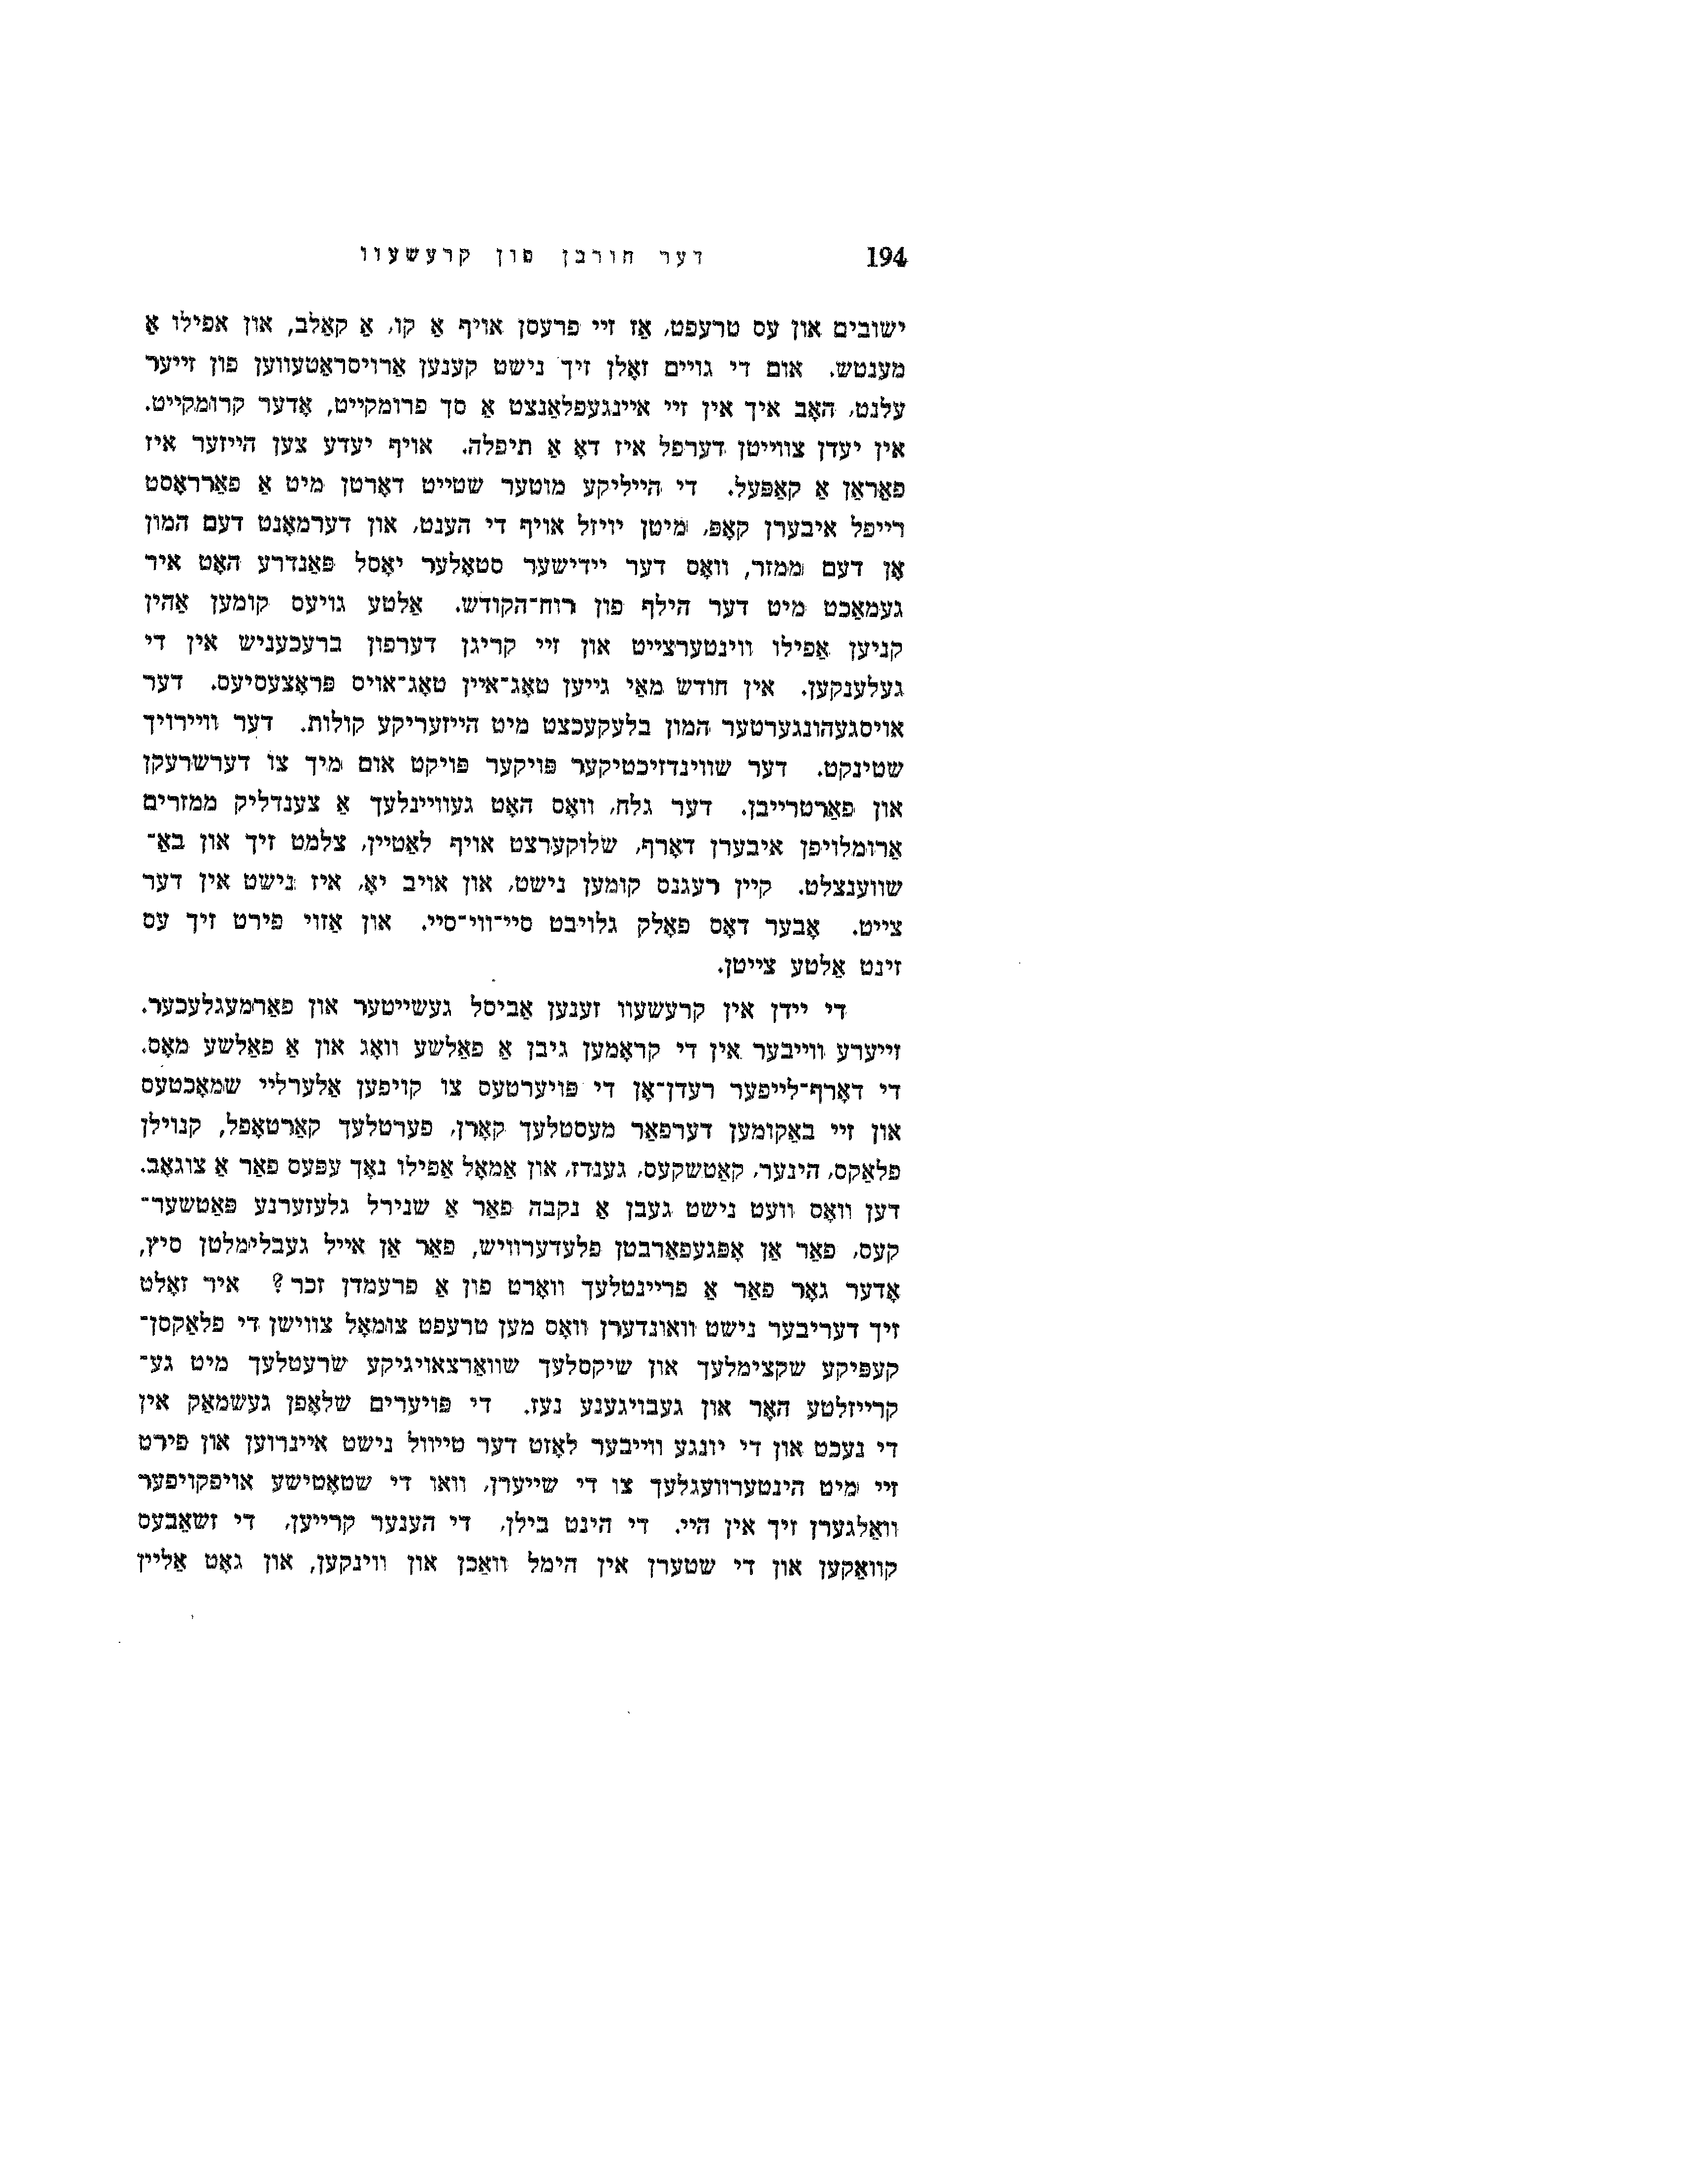 194 דער חורבן פון קרעשעוו
ישובים און עס טרעפט, אַז זיי פרעסן אויף אַ קו, אַ קאַלב, און אפילו אַ
מענטש. אום די גויים זאָלן זיך נישט קענען אַרויסראַטעווען פון זייער
עלנט, האָב איך אין זיי איינגעפלאַנצט אַ סך פרומקייט, אָדער קרומקייט.
אין יעדן צווייטן דערפל איז דאָ אַ תיפלה. אויף יעדע צען הייזער איז
פאַראַן אַ קאַפּעל. די הייליקע מוטער שטייט דאָרטן מיט אַ פאַרראָסט
רייפל איבערן קאָפּ, מיטן יויזל אויף די הענט, און דערמאָנט דעם המון
אָן דעם ממזר, וואָס דער יידישער סטאָלער יאָסל פּאַנדרע האָט איר
געמאַכט מיט דער הילף פון רוח־הקודש. אַלטע גויעס קומען אַהין
קניען אַפילו ווינטערצייט און זיי קריגן דערפון ברעכעניש אין די
געלענקען. אין חודש מאַי גייען טאָג־איין טאָג־אויס פּראָצעסיעס. דער
אויסגעהונגערטער המון בלעקעכצט מיט הייזעריקע קולות. דער ווייירויך
שטינקט. דער שווינדזיכטיקער פּויקער פּויקט אום מיך צו דערשרעקן
און פאַרטרייבן. דער גלח, וואָס האָט געוויינלעך אַ צענדליק ממזרים
אַרומלויפן איבערן דאָרף, שלוקערצט אויף לאַטיין, צלמט זיך און באַ־
שווענצלט. קיין רעגנס קומען נישט, און אויב יאָ, איז נישט אין דער
צייט. אָבער דאָס פאָלק גלויבט סיי־ווי־סיי. און אַזוי פירט זיך עס
זינט אַלטע צייטן.
די יידן אין קרעשעוו זענען אַביסל געשייטער און פאַרמעגלעכער.
זייערע ווייבער אין די קראָמען גיבן אַ פאַלשע וואָג און אַ פאַלשע מאָס.
די דאָרף־לייפער רעדן־אָן די פּויערטעס צו קויפען אַלערליי שמאָכטעס
און זיי באַקומען דערפאַר מעסטלעך קאָרן, פערטלעך קאַרטאָפל, קנוילן
פלאַקס, הינער, קאַטשקעס, גענדז, און אַמאָל אַפילו נאָך עפּעס פאַר אַ צוגאָב.
דען וואָס וועט נישט געבן אַ נקבה פאַר אַ שנירל גלעזערנע פּאַטשער־
קעס, פאַר אַן אָפּגעפאַרבטן פלעדערוויש, פאַר אַן אייל געבלימלטן סיץ,
אָדער גאָר פאַר אַ פריינטלעך וואָרט פון אַ פרעמדן זכר? איר זאָלט
זיך דעריבער נישט וואונדערן וואָס מען טרעפט צומאָל צווישן די פלאַקסן־
קעפּיקע שקצימלעך און שיקסלעך שוואַרצאויגיקע שרעטלעך מיט גע־
קרייזלטע האָר און געבויגענע נעז. די פּויערים שלאָפן געשמאַק אין
די נעכט און די יונגע ווייבער לאָזט דער טייוול נישט איינרוען און פירט
זיי מיט הינטערוועגלעך צו די שייערן, וואו די שטאָטישע אויפקויפער
וואַלגערן זיך אין היי. די הינט בילן, די הענער קרייען, די זשאַבעס
קוואַקען און די שטערן אין הימל וואַכן און ווינקען, און גאָט אַליין